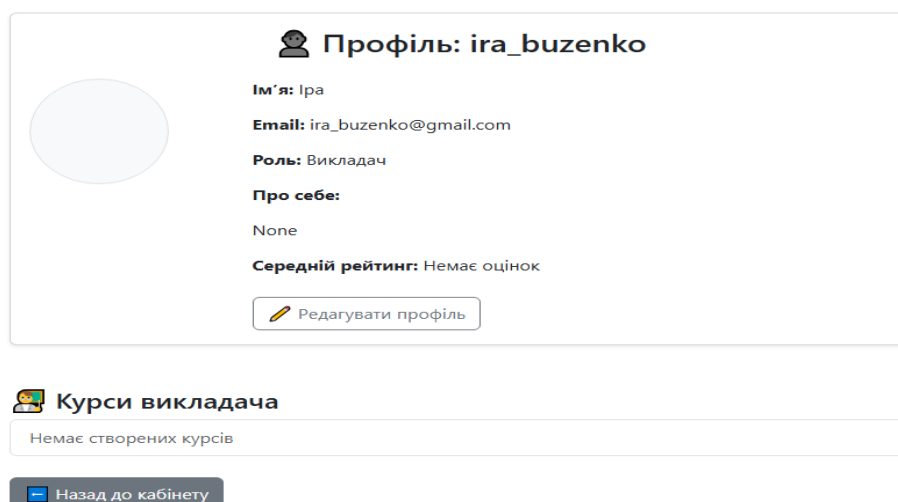 Профіль: ira_buzenko
Ім´я: Іра
Email: ira_buzenko@gmail.com
Роль: Викладач
Про себе:
None
Середній рейтинг: Немає оцінок
Редагувати профіль
Курси викладача
Немає створених курсів
Назад до кабінету